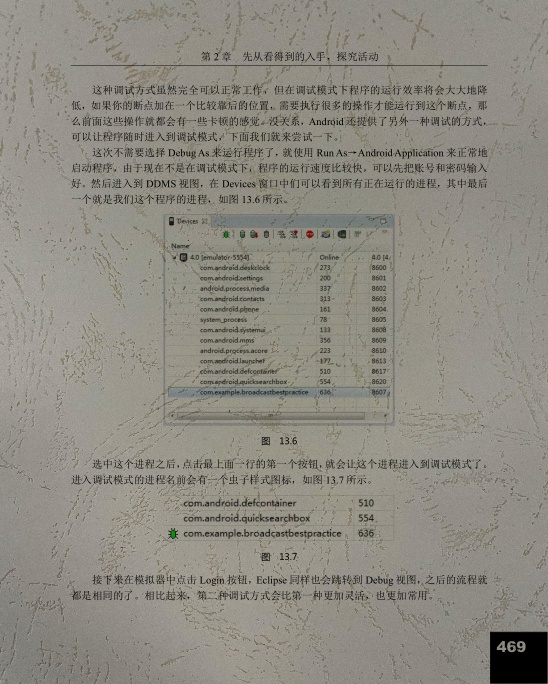 第 2 章 先从看得到的入手，探究活动
这种调试方式虽然完全可以正常工作，但在调试模式下程序的运行效率将会大大地降
低，如果你的断点加在一个比较靠后的位置，需要执行很多的操作才能运行到这个断点，那
么前面这些操作就都会有一些卡顿的感觉。没关系，Android 还提供了另外一种调试的方式，
可以让程序随时进入到调试模式，下面我们就来尝试一下。
这次不需要选择 Debug As 来运行程序了，就使用 Run As→Android Application 来正常地
启动程序。由于现在不是在调试模式下，程序的运行速度比较快，可以先把账号和密码输入
好。然后进入到 DDMS 视图，在 Devices 窗口中们可以看到所有正在运行的进程，其中最后
一个就是我们这个程序的进程，如图 13.6 所示。
Devices
Name
4.0 [emulator-5554] Online 4.0 [4.
com.android.deskclock 273 8600
com.android.settings 200 8601
android.process.media 337 8602
com.android.contacts 313 8603
com.android.phone 161 8604
system_process 78 8605
com.android.systemui 133 8608
com.android.mms 356 8609
android.process.acore 223 8610
com.android.launcher 177 8613
com.android.defcontainer 510 8617
com.android.quicksearchbox 554 8620
com.example.broadcastbestpractice 636 8607
图 13.6
选中这个进程之后，点击最上面一行的第一个按钮，就会让这个进程进入到调试模式了。
进入调试模式的进程名前会有一个虫子样式图标，如图 13.7 所示。
com.android.defcontainer 510
com.android.quicksearchbox 554
com.example.broadcastbestpractice 636
图 13.7
接下来在模拟器中点击 Login 按钮，Eclipse 同样也会跳转到 Debug 视图，之后的流程就
都是相同的了。相比起来，第二种调试方式会比第一种更加灵活，也更加常用。
469